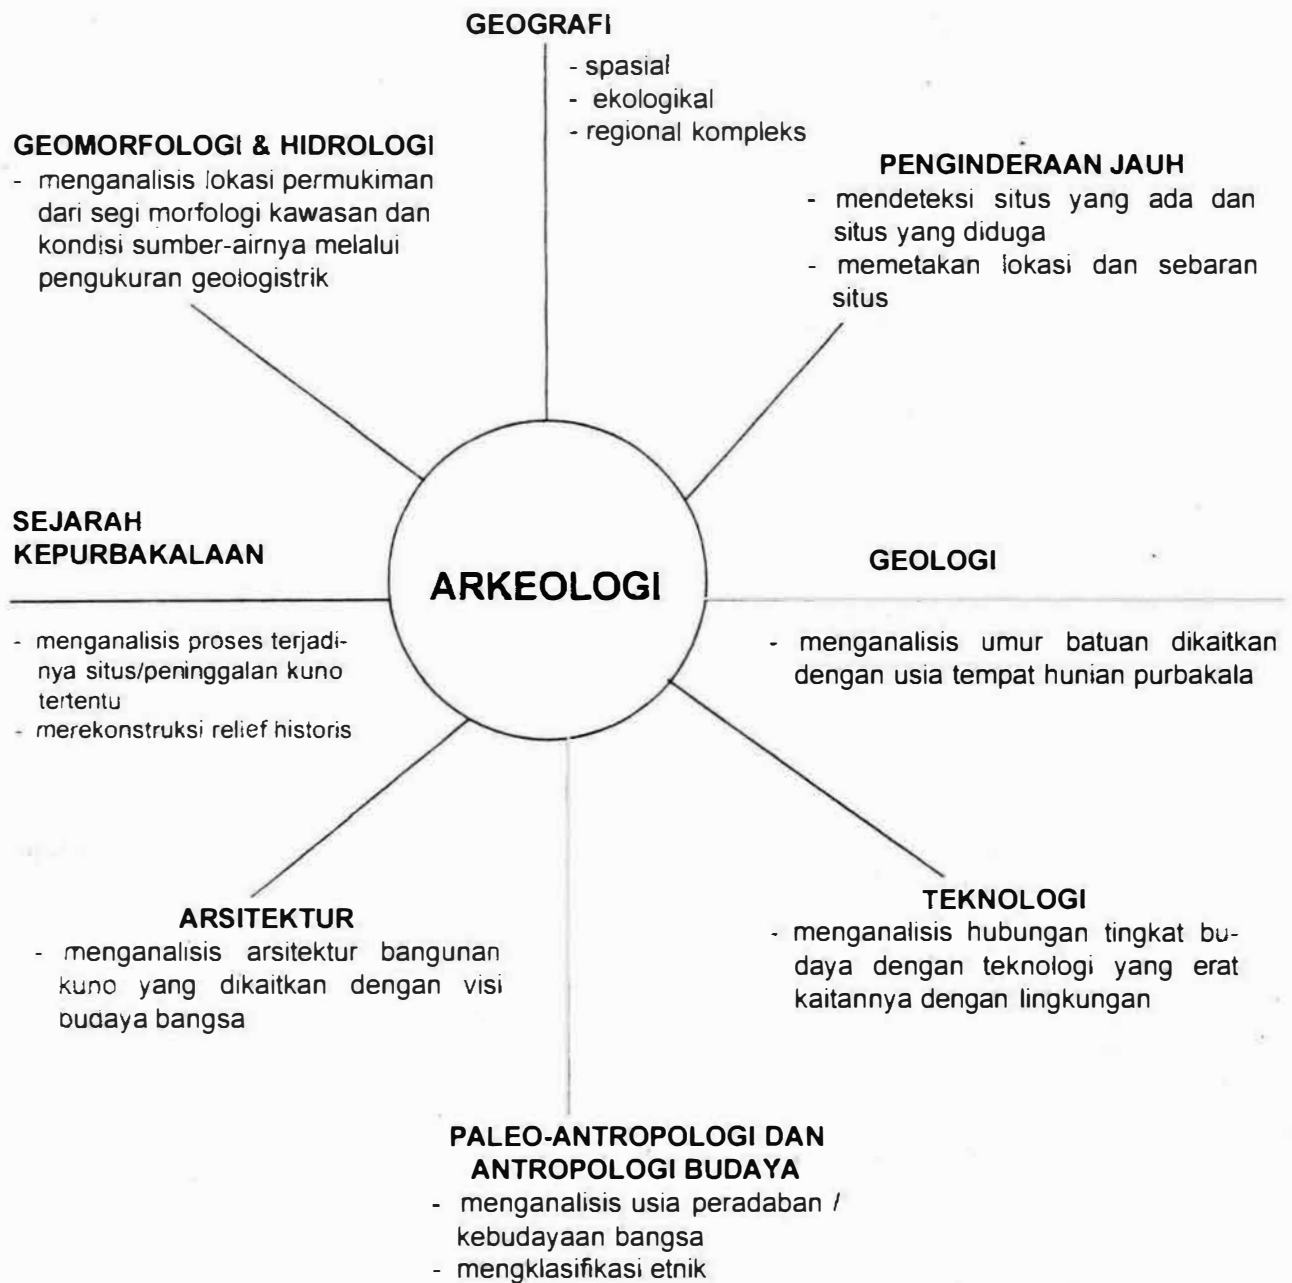 GEOGRAFI
- spasial
- ekologikal
- regional kompleks
GEOMORFOLOGI & HIDROLOGI
- menganalisis lokasi permukiman
dari segi morfologi kawasan dan
kondisi sumber-airnya melalui
pengukuran geologistrik
PENGINDERAAN JAUH
- mendeteksi situs yang ada dan
situs yang diduga
- memetakan lokasi dan sebaran
situs
SEJARAH
KEPURBAKALAAN
- menganalisis proses terjadi-
nya situs/peninggalan kuno
tertentu
- merekonstruksi relief historis
ARKEOLOGI
GEOLOGI
- menganalisis umur batuan dikaitkan
dengan usia tempat hunian purbakala
ARSITEKTUR
- menganalisis arsitektur bangunan
kuno yang dikaitkan dengan visi
budaya bangsa
TEKNOLOGI
- menganalisis hubungan tingkat bu-
daya dengan teknologi yang erat
kaitannya dengan lingkungan
PALEO-ANTROPOLOGI DAN
ANTROPOLOGI BUDAYA
- menganalisis usia peradaban /
kebudayaan bangsa
- mengklasifikasi etnik